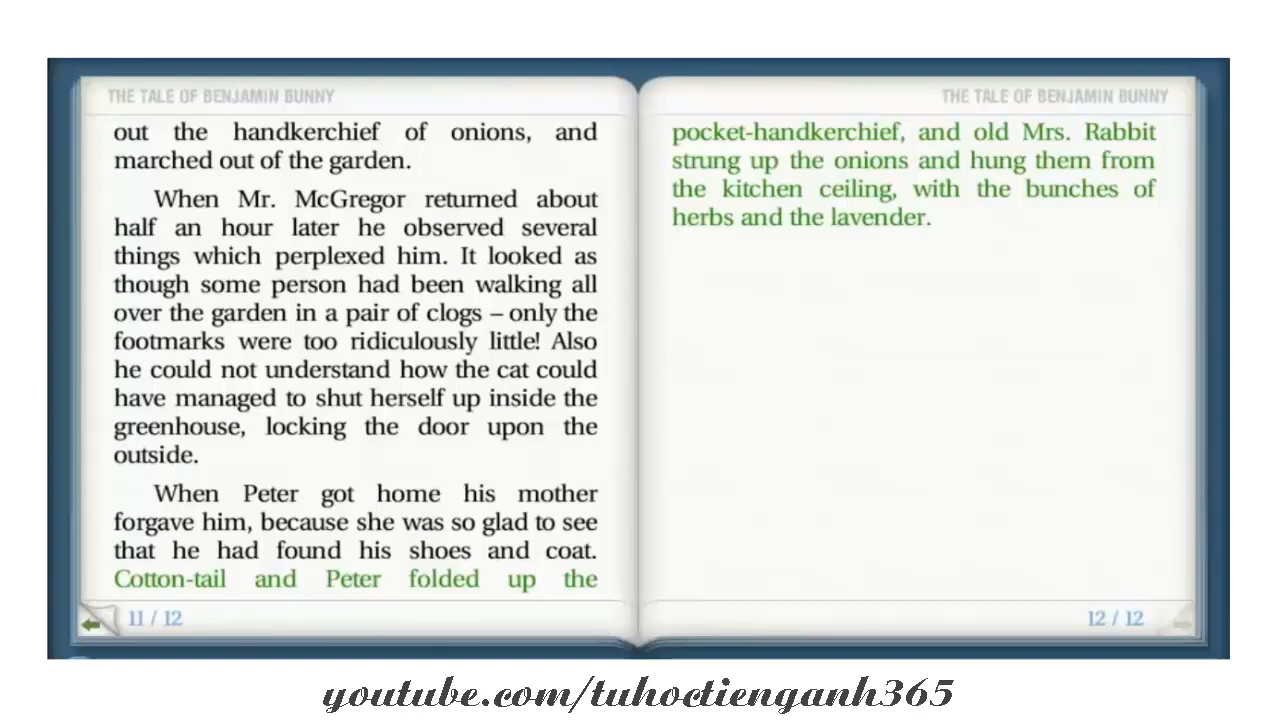 THE TALE OF BENJAMIN BUNNY
out the handkerchief of onions, and
marched out of the garden.
When Mr. McGregor returned about
half an hour later he observed several
things which perplexed him. It looked as
though some person had been walking all
over the garden in a pair of clogs – only the
footmarks were too ridiculously little! Also
he could not understand how the cat could
have managed to shut herself up inside the
greenhouse, locking the door upon the
outside.
When Peter got home his mother
forgave him, because she was so glad to see
that he had found his shoes and coat.
Cotton-tail and Peter folded up the
11 / 12
THE TALE OF BENJAMIN BUNNY
pocket-handkerchief, and old Mrs. Rabbit
strung up the onions and hung them from
the kitchen ceiling, with the bunches of
herbs and the lavender.
12 / 12
youtube.com/tuhoctienganh365